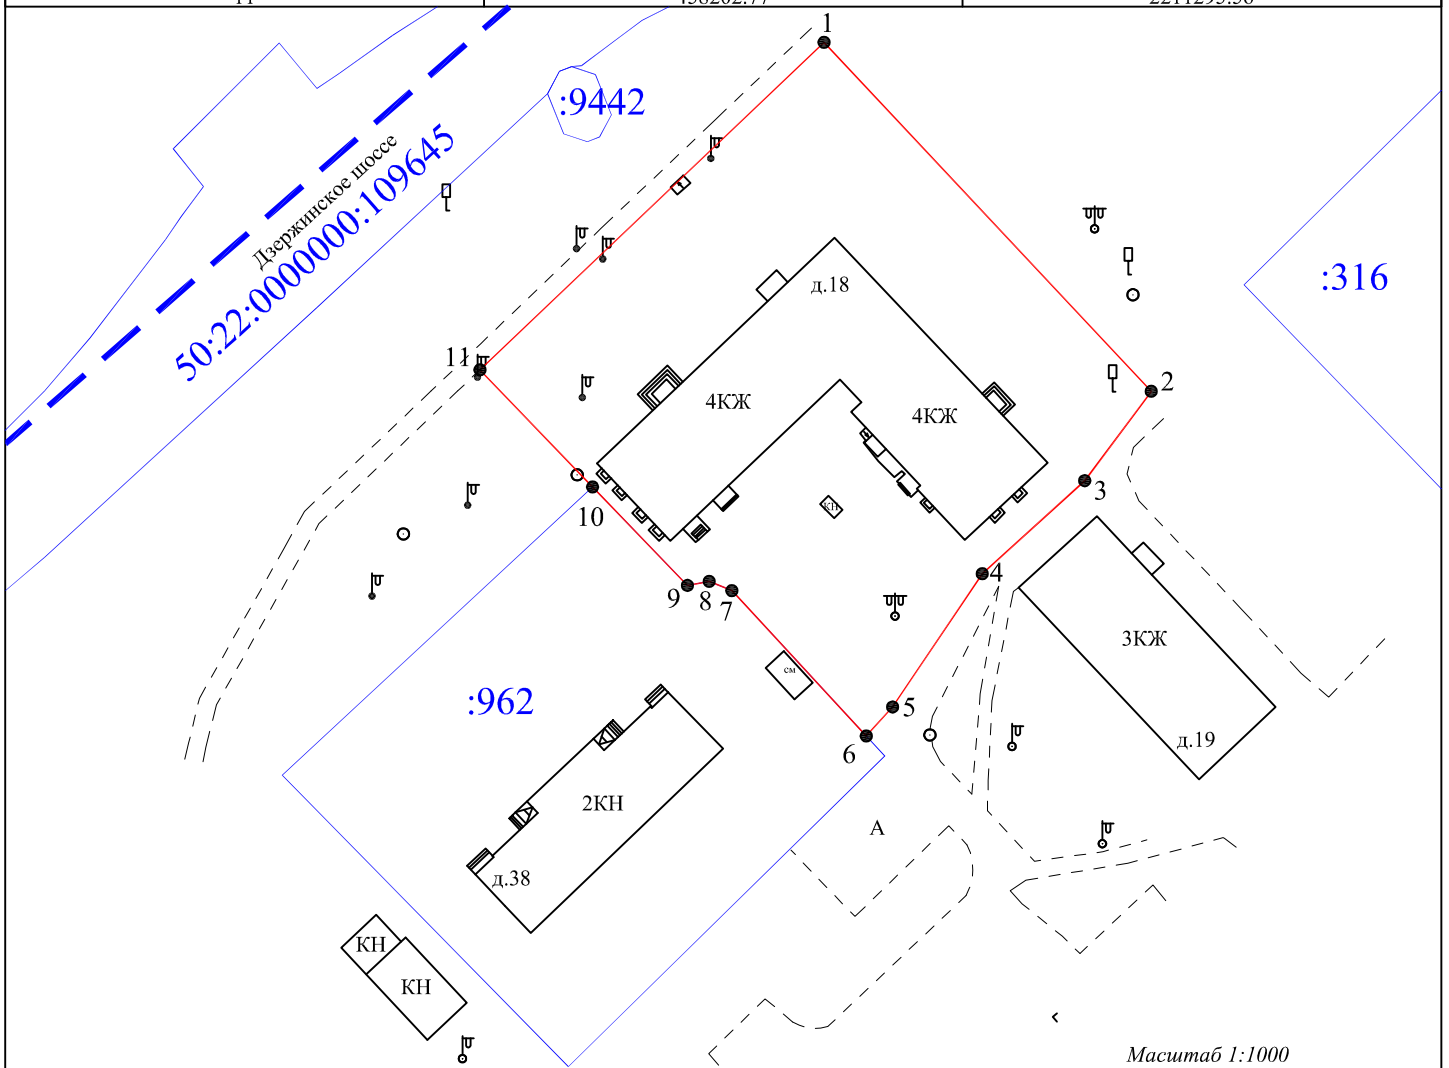 1
:9442
Дзержинское шоссе
50:22:0000000:109645
:316
д.18
11
2
4КЖ
4КЖ
3
10
КН
4
9
8
7
3КЖ
см
:962
5
6
д.19
2КН
А
д.38
КН
КН
Масштаб 1:1000